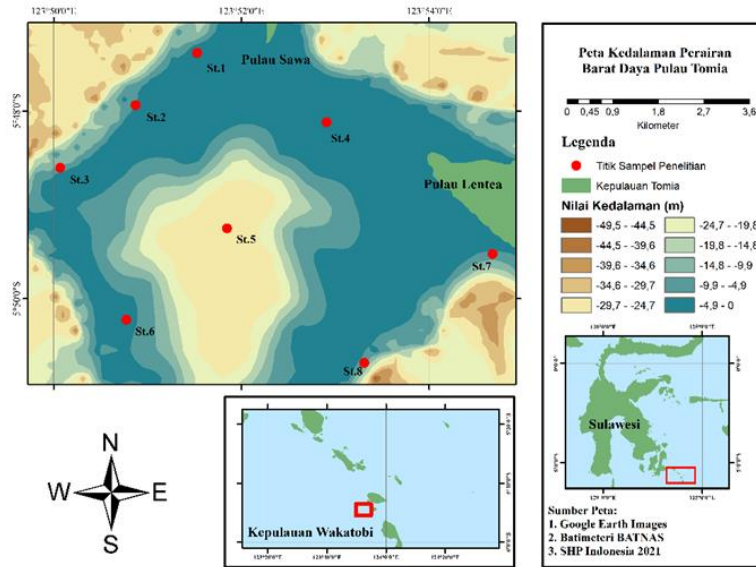 123°50'0"E
123°52'0"E
123°54'0"E
5°48'0"S
5°50'0"S
St.1
Pulau Sawa
St.2
St.4
St.3
Pulau Lentea
St.5
St.7
St.6
St.8
N
W E
S
Kepulauan Wakatobi
Peta Kedalaman Perairan
Barat Daya Pulau Tomia
0 0,45 0,9 1,8 2,7 3,6
Kilometer
Legenda
Titik Sampel Penelitian
Kepulauan Tomia
Nilai Kedalaman (m)
-49,5 - -44,5
-44,5 - -39,6
-39,6 - -34,6
-34,6 - -29,7
-29,7 - -24,7
-24,7 - -19,8
-19,8 - -14,8
-14,8 - -9,9
-9,9 - -4,9
-4,9 - 0
Sulawesi
Sumber Peta:
1. Google Earth Images
2. Batimeteri BATNAS
3. SHP Indonesia 2021